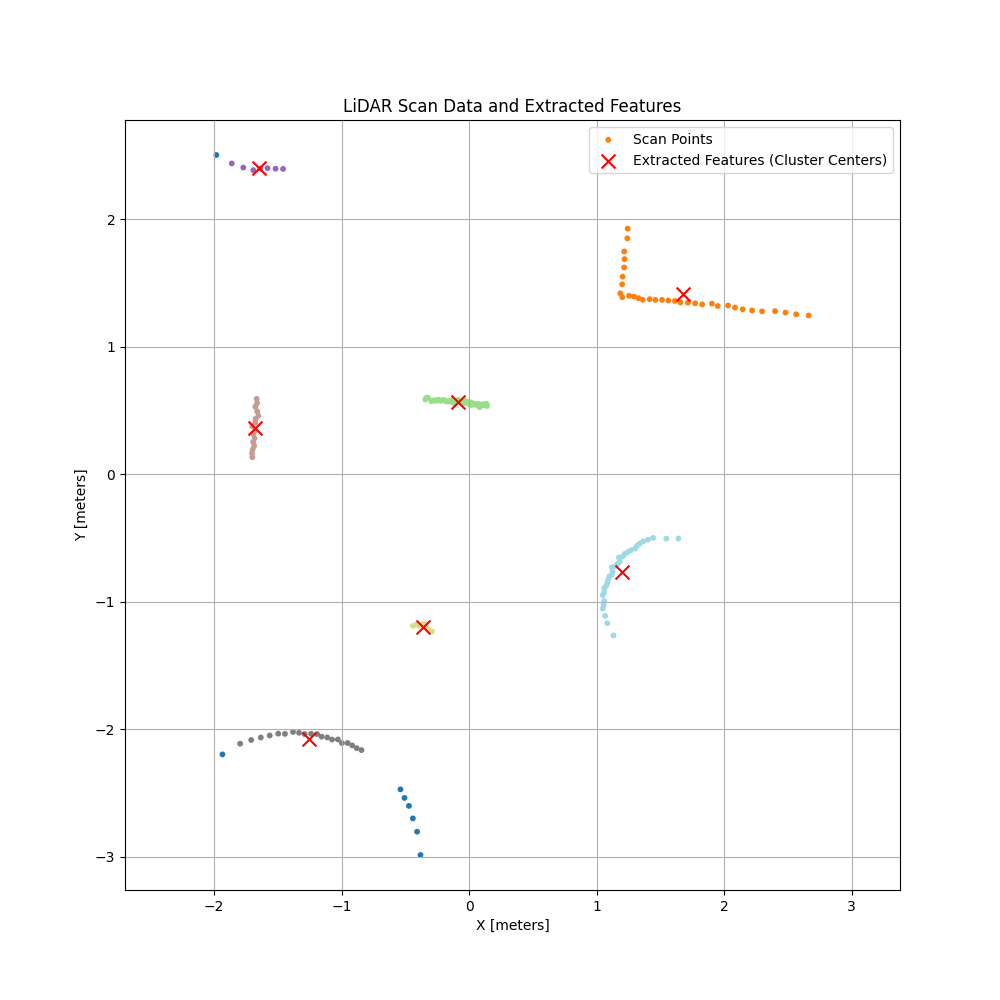 LiDAR Scan Data and Extracted Features
Scan Points
Extracted Features (Cluster Centers)
2
1
0
−1
−2
−3
Y [meters]
−2
−1
0
1
2
3
X [meters]